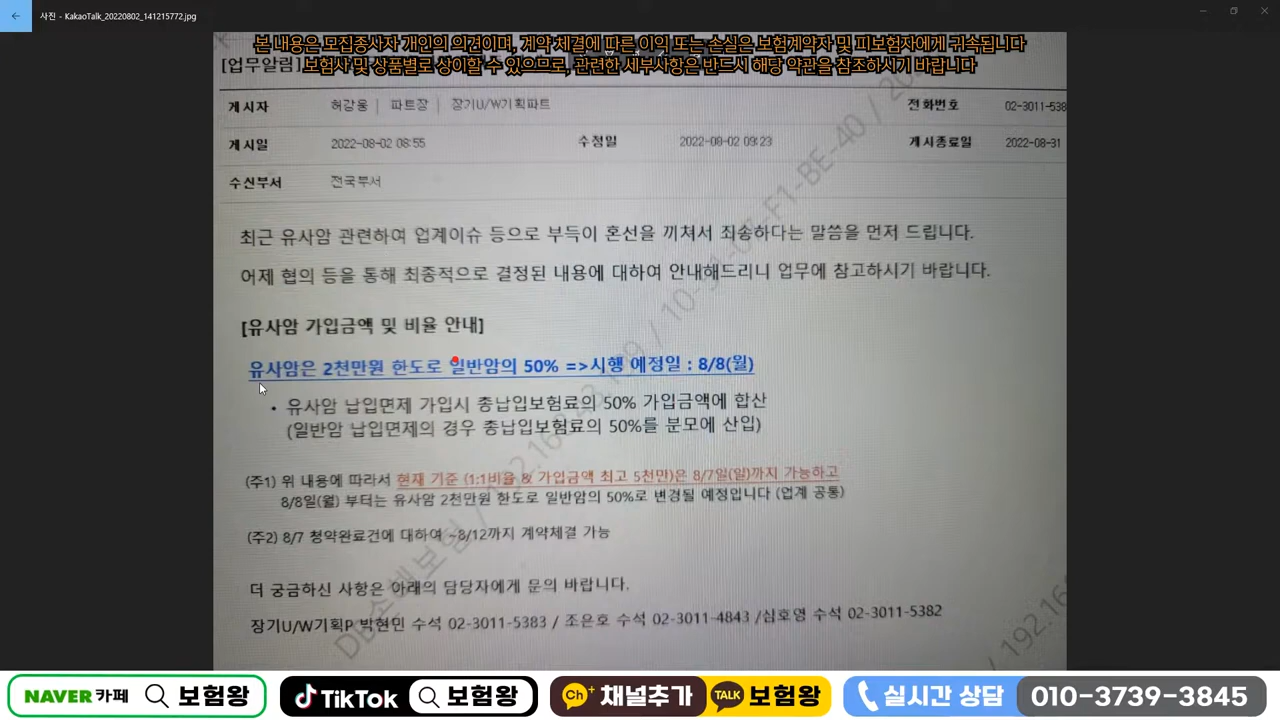 사진 - KakaoTalk_20220802_141215772.jpg
본 내용은 모집종사자 개인의 의견이며, 계약 체결에 따른 이익 또는 손실은 보험계약자 및 피보험자에게 귀속됩니다
[업무알림] 보험사 및 상품별로 상이할 수 있으므로, 관련한 세부사항은 반드시 해당 약관을 참조하시기 바랍니다
게시자 허강웅 | 파트장 | 장기U/W기획파트 전화번호 02-3011-538
게시일 2022-08-02 08:55 수정일 2022-08-02 09:23 게시종료일 2022-08-31
수신부서 전국부서
최근 유사암 관련하여 업계이슈 등으로 부득이 혼선을 끼쳐서 죄송하다는 말씀을 먼저 드립니다.
어제 협의 등을 통해 최종적으로 결정된 내용에 대하여 안내해드리니 업무에 참고하시기 바랍니다.
[유사암 가입금액 및 비율 안내]
유사암은 2천만원 한도로 일반암의 50% =>시행 예정일 : 8/8(월)
• 유사암 납입면제 가입시 총납입보험료의 50% 가입금액에 합산
(일반암 납입면제의 경우 총납입보험료의 50%를 분모에 산입)
(주1) 위 내용에 따라서 현재 기준 (1:1비율 & 가입금액 최고 5천만)은 8/7일(일)까지 가능하고
8/8일(월) 부터는 유사암 2천만원 한도로 일반암의 50%로 변경될 예정입니다 (업계 공통)
(주2) 8/7 청약완료건에 대하여 ~8/12까지 계약체결 가능
더 궁금하신 사항은 아래의 담당자에게 문의 바랍니다.
장기U/W기획P 박현민 수석 02-3011-5383 / 조은호 수석 02-3011-4843 /심호영 수석 02-3011-5382
DB손해보험
NAVER 카페 보험왕 TikTok 보험왕 Ch+ 채널추가 TALK 보험왕 실시간 상담 010-3739-3845